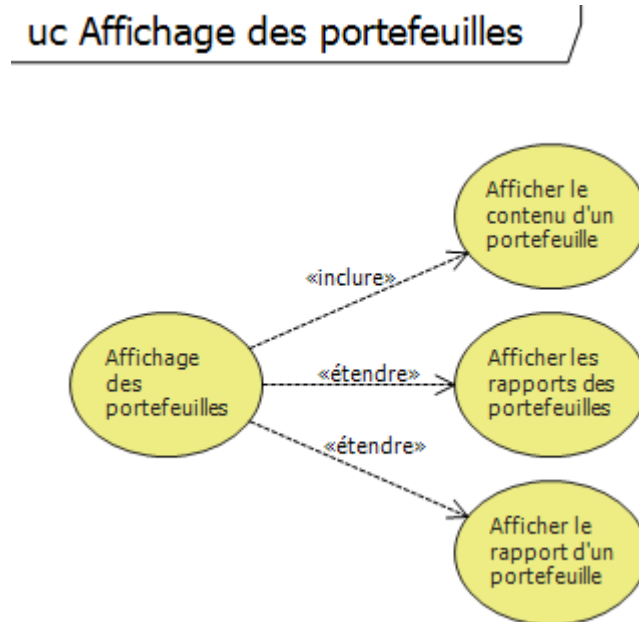 uc Affichage des portefeuilles
Afficher le
contenu d'un
portefeuille
«inclure»
Affichage
des
portefeuilles
«étendre»
Afficher les
rapports des
portefeuilles
«étendre»
Afficher le
rapport d'un
portefeuille